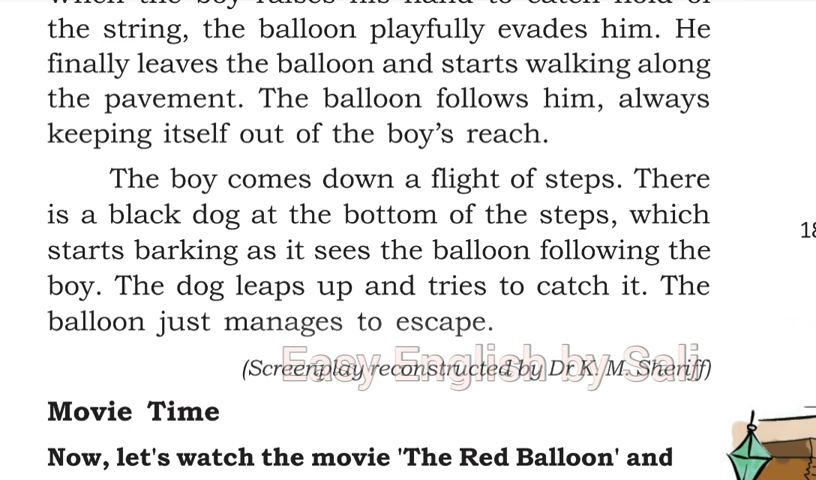 the string, the balloon playfully evades him. He
finally leaves the balloon and starts walking along
the pavement. The balloon follows him, always
keeping itself out of the boy's reach.
The boy comes down a flight of steps. There
is a black dog at the bottom of the steps, which
starts barking as it sees the balloon following the
boy. The dog leaps up and tries to catch it. The
balloon just manages to escape.
Easy English by Salij
(Screenplay reconstructed by Dr K. M. Sheriff)
Movie Time
Now, let's watch the movie 'The Red Balloon' and